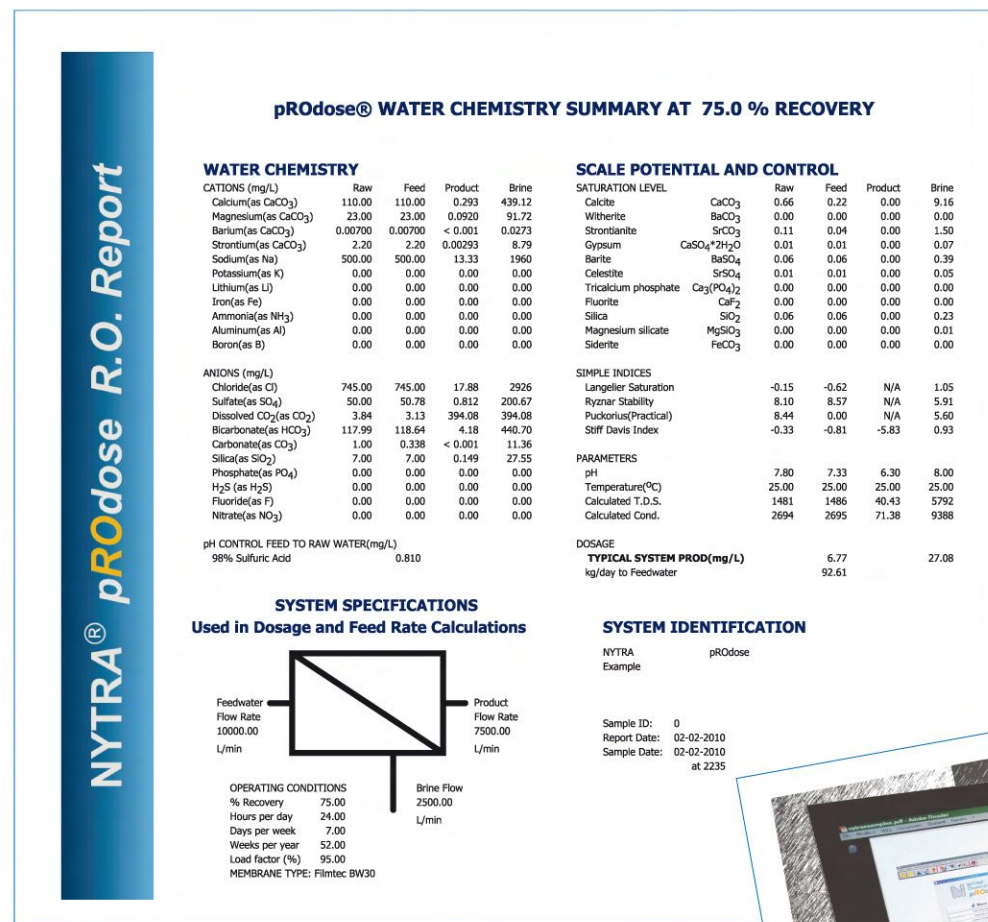 NYTRA® pROdose R.O. Report
pROdose® WATER CHEMISTRY SUMMARY AT 75.0 % RECOVERY
WATER CHEMISTRY
CATIONS (mg/L) Raw Feed Product Brine
Calcium(as CaCO3) 110.00 110.00 0.293 439.12
Magnesium(as CaCO3) 23.00 23.00 0.0920 91.72
Barium(as CaCO3) 0.00700 0.00700 < 0.001 0.0273
Strontium(as CaCO3) 2.20 2.20 0.00293 8.79
Sodium(as Na) 500.00 500.00 13.33 1960
Potassium(as K) 0.00 0.00 0.00 0.00
Lithium(as Li) 0.00 0.00 0.00 0.00
Iron(as Fe) 0.00 0.00 0.00 0.00
Ammonia(as NH3) 0.00 0.00 0.00 0.00
Aluminum(as Al) 0.00 0.00 0.00 0.00
Boron(as B) 0.00 0.00 0.00 0.00
ANIONS (mg/L)
Chloride(as Cl) 745.00 745.00 17.88 2926
Sulfate(as SO4) 50.00 50.78 0.812 200.67
Dissolved CO2(as CO2) 3.84 3.13 394.08 394.08
Bicarbonate(as HCO3) 117.99 118.64 4.18 440.70
Carbonate(as CO3) 1.00 0.338 < 0.001 11.36
Silica(as SiO2) 7.00 7.00 0.149 27.55
Phosphate(as PO4) 0.00 0.00 0.00 0.00
H2S (as H2S) 0.00 0.00 0.00 0.00
Fluoride(as F) 0.00 0.00 0.00 0.00
Nitrate(as NO3) 0.00 0.00 0.00 0.00
pH CONTROL FEED TO RAW WATER(mg/L)
98% Sulfuric Acid 0.810
SCALE POTENTIAL AND CONTROL
SATURATION LEVEL Raw Feed Product Brine
Calcite CaCO3 0.66 0.22 0.00 9.16
Witherite BaCO3 0.00 0.00 0.00 0.00
Strontianite SrCO3 0.11 0.04 0.00 1.50
Gypsum CaSO4*2H2O 0.01 0.01 0.00 0.07
Barite BaSO4 0.06 0.06 0.00 0.39
Celestite SrSO4 0.01 0.01 0.00 0.05
Tricalcium phosphate Ca3(PO4)2 0.00 0.00 0.00 0.00
Fluorite CaF2 0.00 0.00 0.00 0.00
Silica SiO2 0.06 0.06 0.00 0.23
Magnesium silicate MgSiO3 0.00 0.00 0.00 0.01
Siderite FeCO3 0.00 0.00 0.00 0.00
SIMPLE INDICES
Langelier Saturation -0.15 -0.62 N/A 1.05
Ryznar Stability 8.10 8.57 N/A 5.91
Puckorius(Practical) 8.44 0.00 N/A 5.60
Stiff Davis Index -0.33 -0.81 -5.83 0.93
PARAMETERS
pH 7.80 7.33 6.30 8.00
Temperature(ºC) 25.00 25.00 25.00 25.00
Calculated T.D.S. 1481 1486 40.43 5792
Calculated Cond. 2694 2695 71.38 9388
DOSAGE
TYPICAL SYSTEM PROD(mg/L) 6.77 27.08
kg/day to Feedwater 92.61
SYSTEM SPECIFICATIONS
Used in Dosage and Feed Rate Calculations
Feedwater
Flow Rate
10000.00
L/min
Product
Flow Rate
7500.00
L/min
Brine Flow
2500.00
L/min
OPERATING CONDITIONS
% Recovery 75.00
Hours per day 24.00
Days per week 7.00
Weeks per year 52.00
Load factor (%) 95.00
MEMBRANE TYPE: Filmtec BW30
SYSTEM IDENTIFICATION
NYTRA pROdose
Example
Sample ID: 0
Report Date: 02-02-2010
Sample Date: 02-02-2010
at 2235